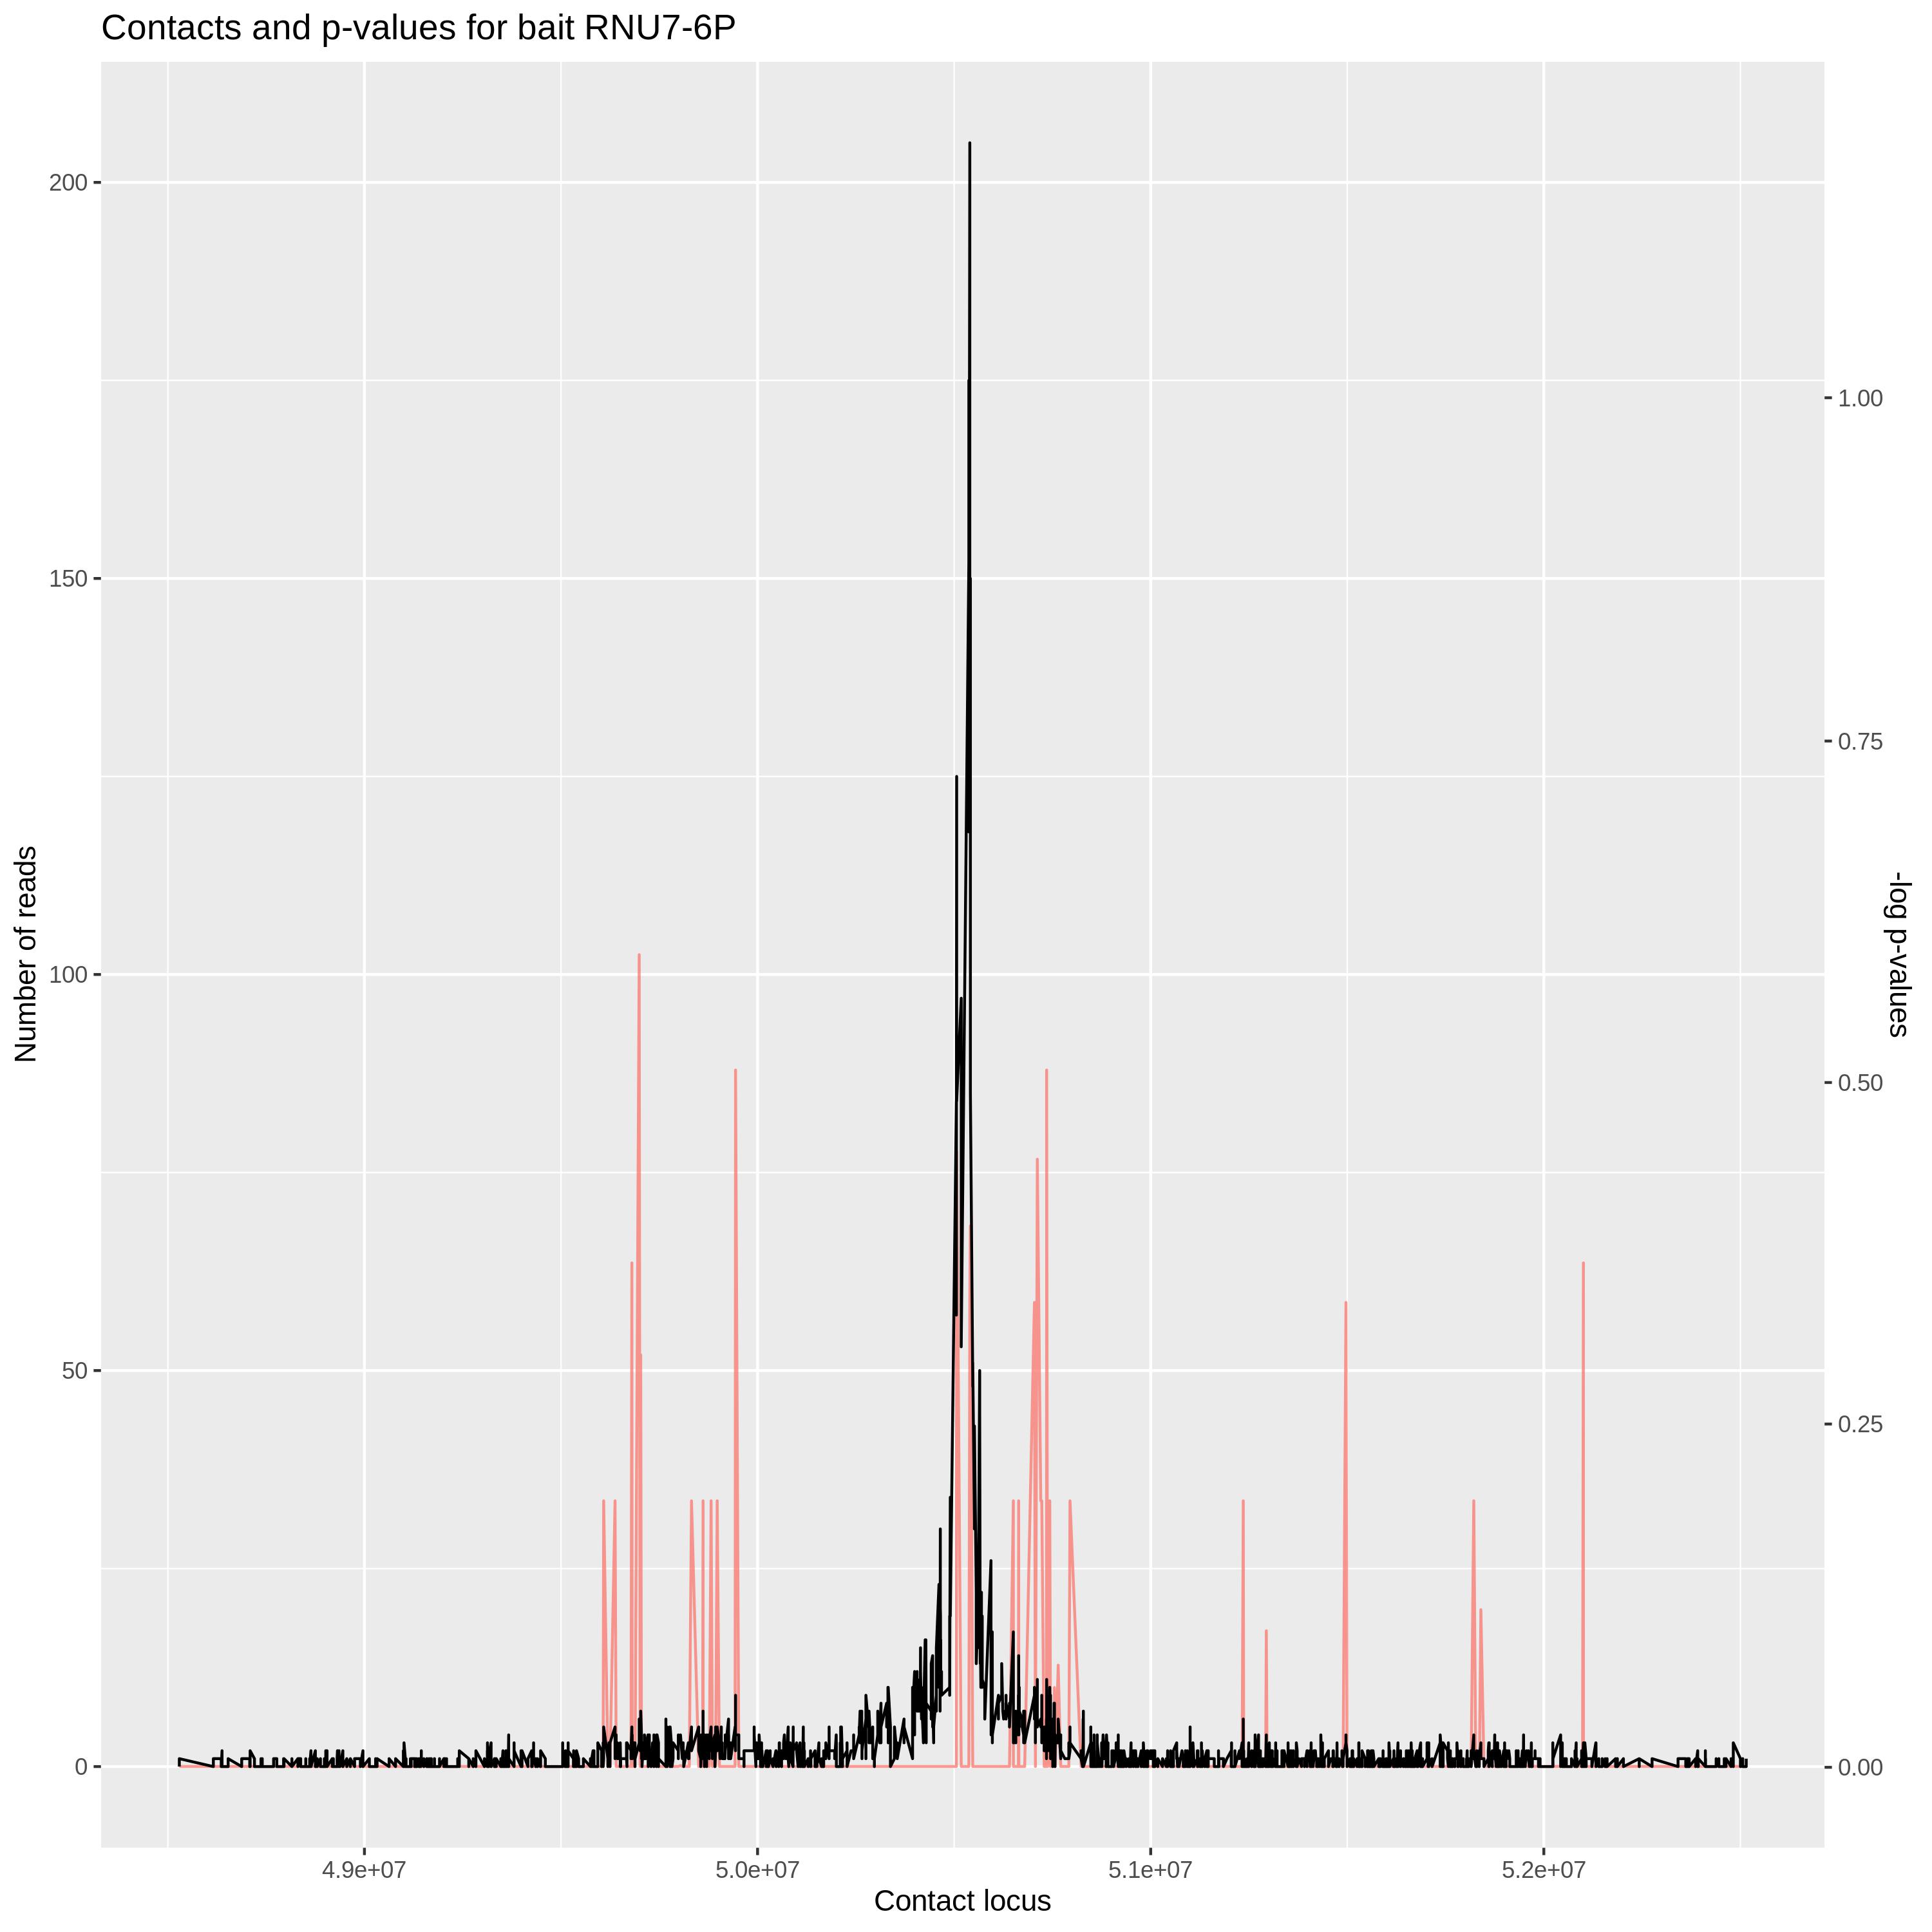 Contacts and p-values for bait RNU7-6P
200
150
100
50
0
Number of reads
1.00
0.75
0.50
0.25
0.00
-log p-values
4.9e+07
5.0e+07
5.1e+07
5.2e+07
Contact locus